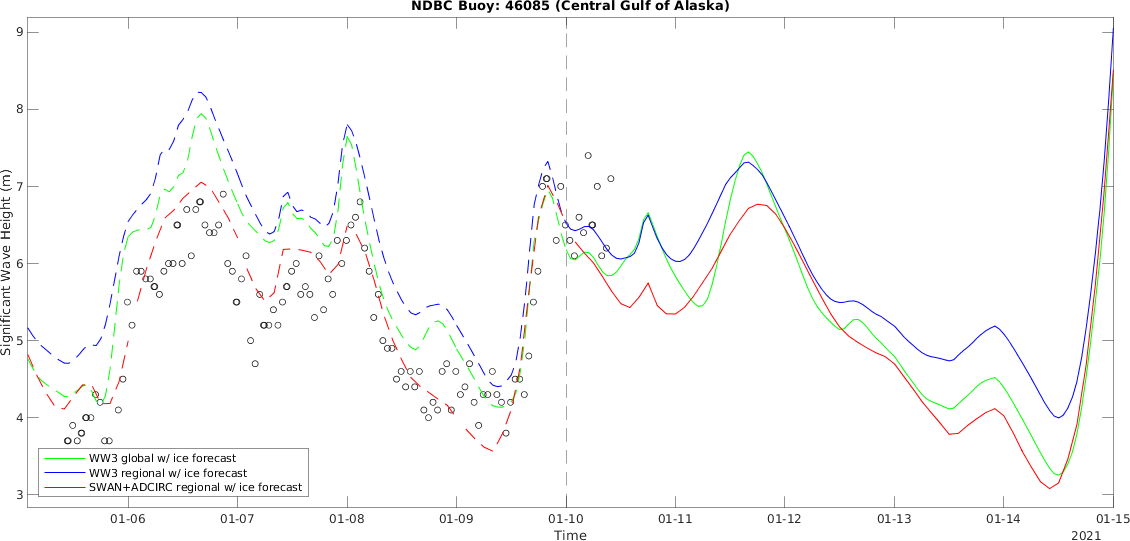 NDBC Buoy: 46085 (Central Gulf of Alaska)
Significant Wave Height (m)
9
8
7
6
5
4
3
WW3 global w/ ice forecast
WW3 regional w/ ice forecast
SWAN+ADCIRC regional w/ ice forecast
01-06 01-07 01-08 01-09 01-10 01-11 01-12 01-13 01-14 01-15
Time
2021